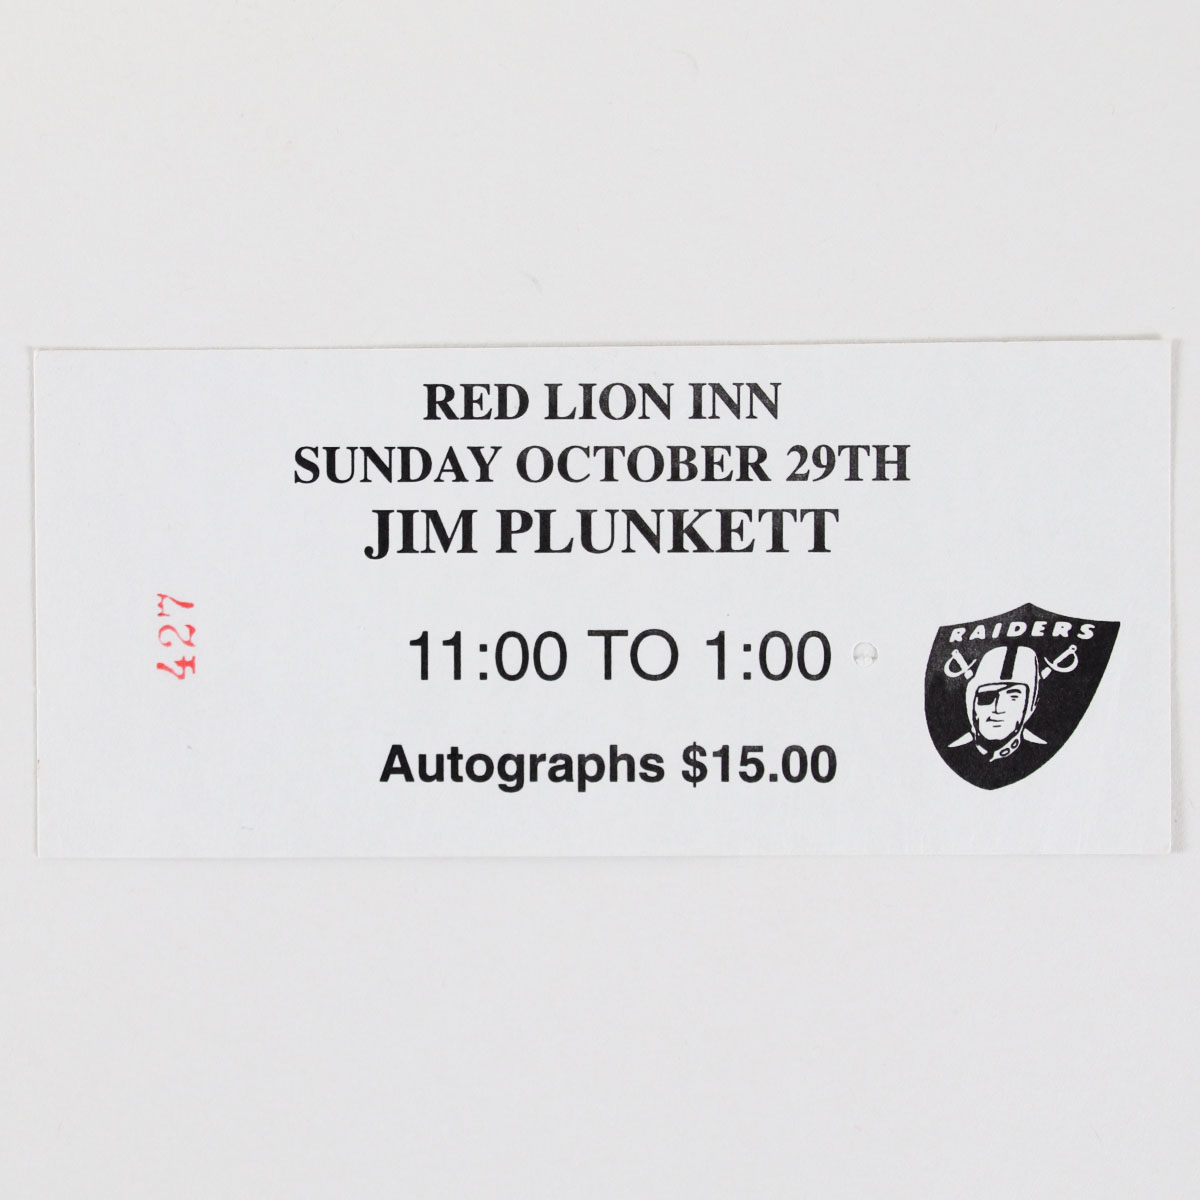 RED LION INN
SUNDAY OCTOBER 29TH
JIM PLUNKETT
427
11:00 TO 1:00
RAIDERS
Autographs $15.00